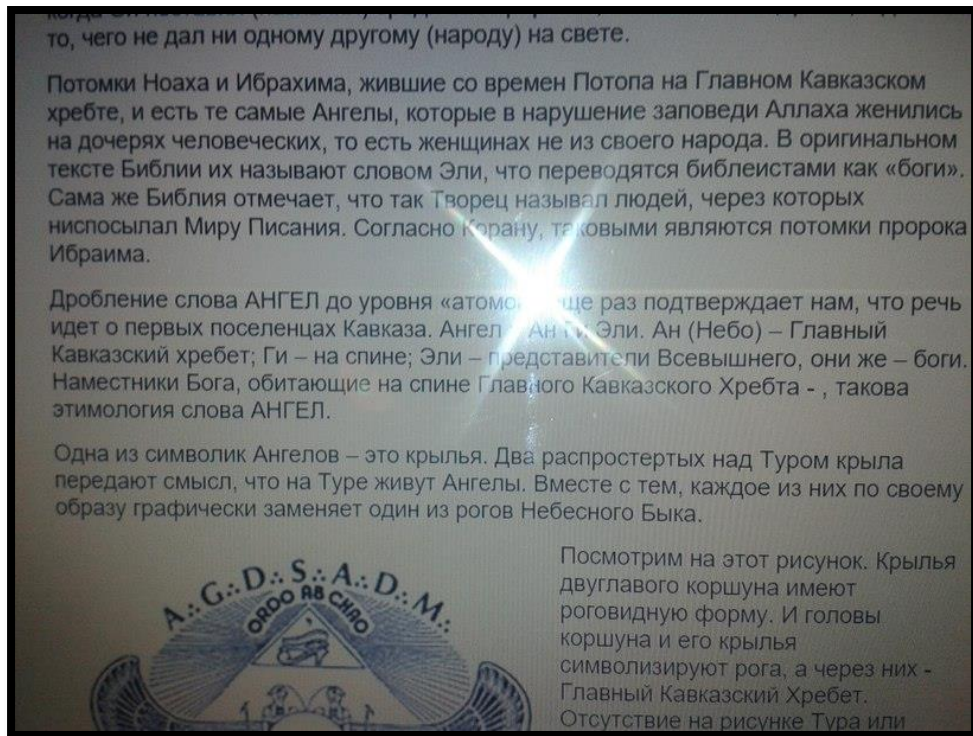 то, чего не дал ни одному другому (народу) на свете.
Потомки Ноаха и Ибрахима, жившие со времен Потопа на Главном Кавказском
хребте, и есть те самые Ангелы, которые в нарушение заповеди Аллаха женились
на дочерях человеческих, то есть женщинах не из своего народа. В оригинальном
тексте Библии их называют словом Эли, что переводятся библеистами как «боги».
Сама же Библия отмечает, что так Творец называл людей, через которых
ниспосылал Миру Писания. Согласно Корану, таковыми являются потомки пророка
Ибраима.
Дробление слова АНГЕЛ до уровня раз подтверждает нам, что речь
идет о первых поселенцах Кавказа. Ангел Ан Ги Эли. Ан (Небо) – Главный
Кавказский хребет; Ги – на спине; Эли – представители Всевышнего, они же – боги.
Наместники Бога, обитающие на спине Главного Кавказского Хребта - , такова
этимология слова АНГЕЛ.
Одна из символик Ангелов – это крылья. Два распростертых над Туром крыла
передают смысл, что на Туре живут Ангелы. Вместе с тем, каждое из них по своему
образу графически заменяет один из рогов Небесного Быка.
A∴G∴D∴S∴A∴D∴M∴
ORDO AB CHAO
Посмотрим на этот рисунок. Крылья
двуглавого коршуна имеют
роговидную форму. И головы
коршуна и его крылья
символизируют рога, а через них -
Главный Кавказский Хребет.
Отсутствие на рисунке Тура или